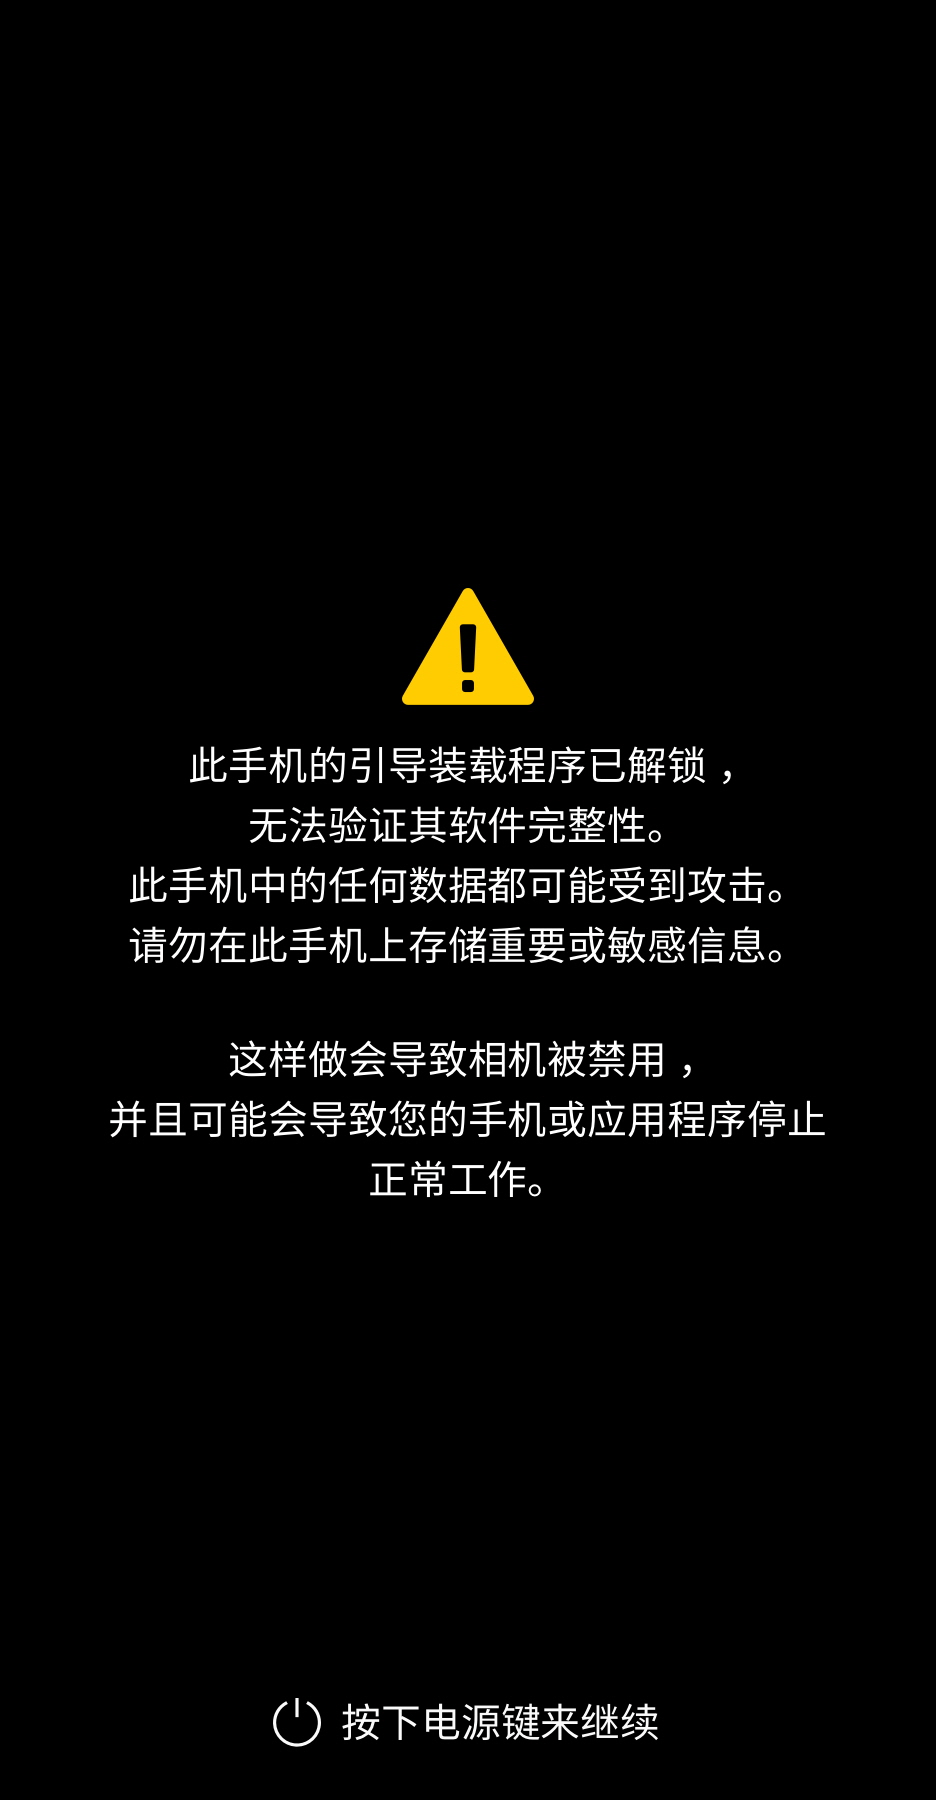 此手机的引导装载程序已解锁，
无法验证其软件完整性。
此手机中的任何数据都可能受到攻击。
请勿在此手机上存储重要或敏感信息。
这样做会导致相机被禁用，
并且可能会导致您的手机或应用程序停止
正常工作。
按下电源键来继续